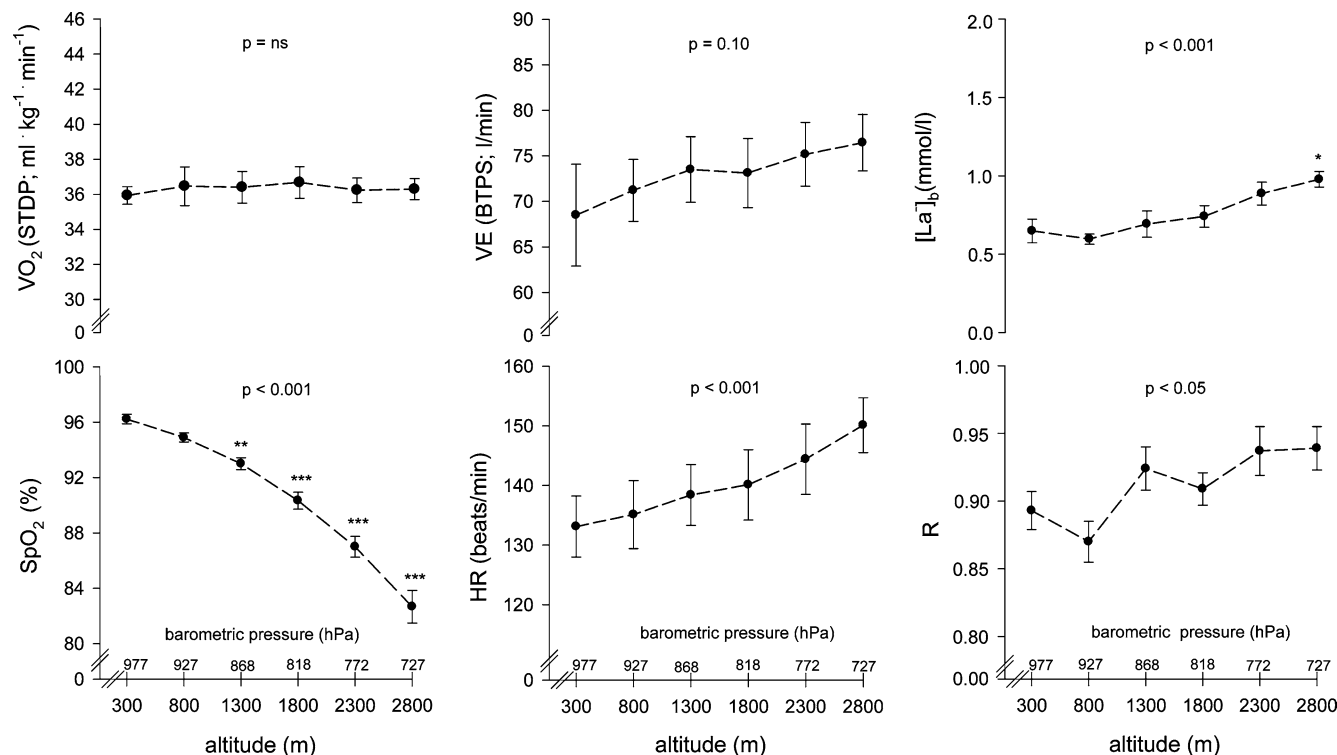 VO2 (STDP; ml · kg-1 · min-1)
46
44
42
40
38
36
34
32
30
0
p = ns
VE (BTPS; l/min)
90
85
80
75
70
65
60
0
p = 0.10
[La-]b(mmol/l)
2.0
1.5
1.0
0.5
0.0
p < 0.001
*
SpO2 (%)
100
96
92
88
84
80
0
p < 0.001
**
***
***
***
barometric pressure (hPa)
977 927 868 818 772 727
300 800 1300 1800 2300 2800
altitude (m)
HR (beats/min)
160
150
140
130
120
0
p < 0.001
barometric pressure (hPa)
977 927 868 818 772 727
300 800 1300 1800 2300 2800
altitude (m)
R
1.00
0.95
0.90
0.85
0.80
0.00
p < 0.05
barometric pressure (hPa)
977 927 868 818 772 727
300 800 1300 1800 2300 2800
altitude (m)